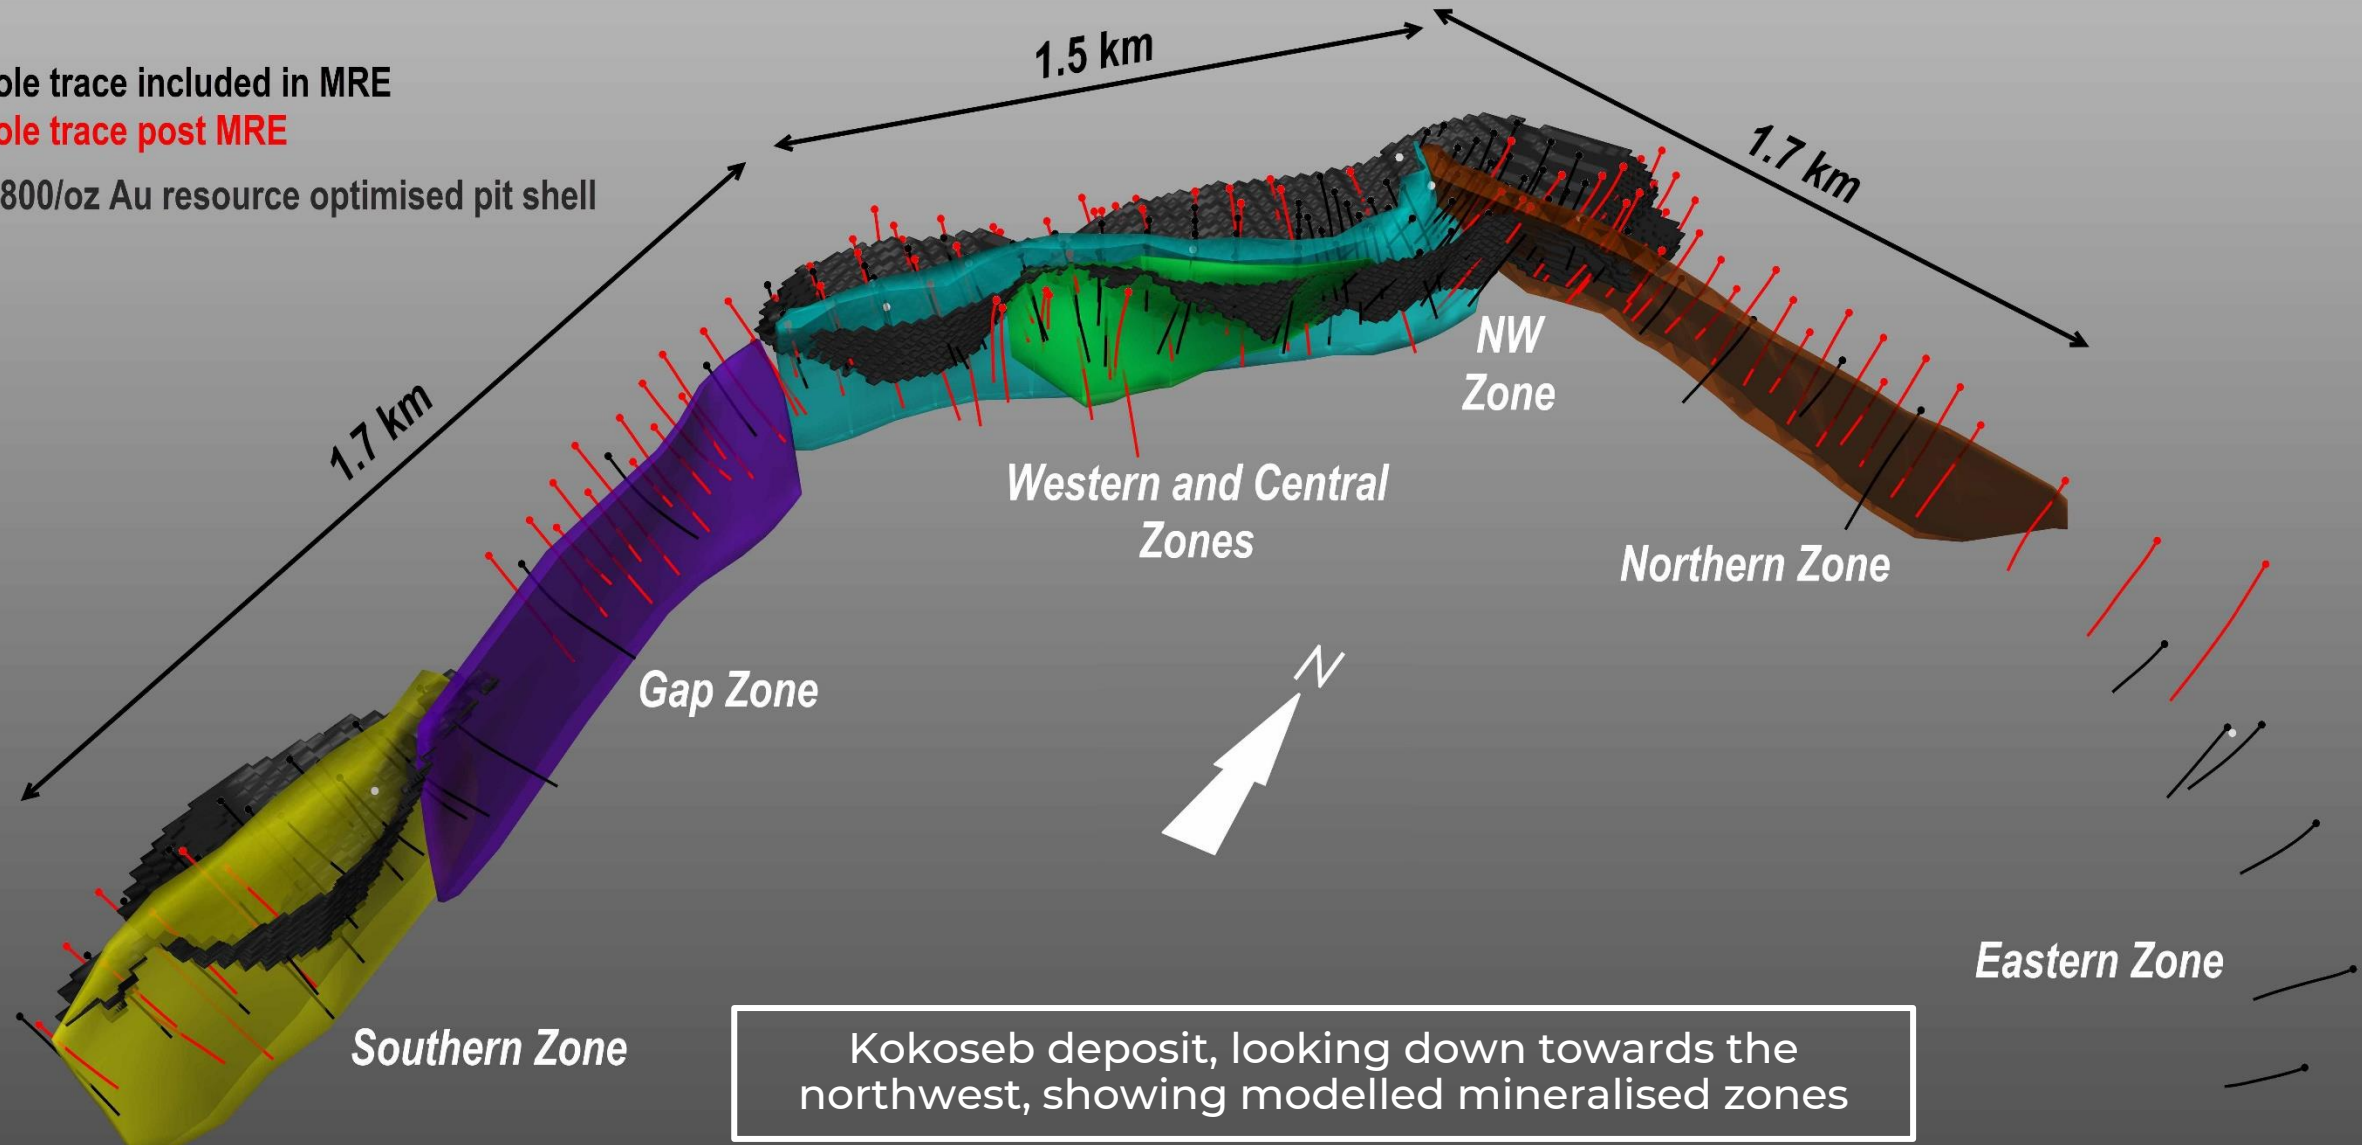 ole trace included in MRE
ole trace post MRE
800/oz Au resource optimised pit shell
1.5 km
1.7 km
1.7 km
NW
Zone
Western and Central
Zones
Northern Zone
N
Gap Zone
Eastern Zone
Southern Zone
Kokoseb deposit, looking down towards the
northwest, showing modelled mineralised zones